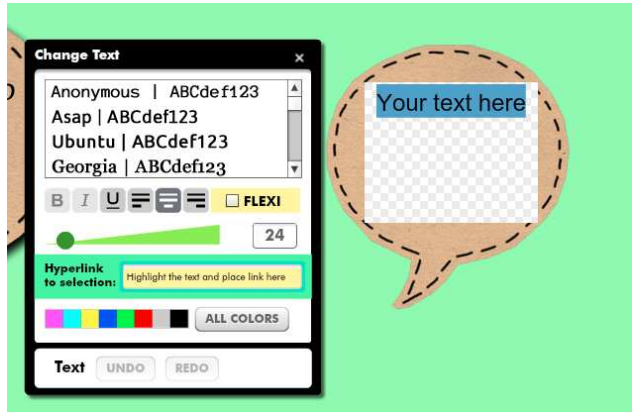 Change Text ×
Anonymous | ABCdef123
Asap | ABCdef123
Ubuntu | ABCdef123
Georgia | ABCdef123
B I U FLEXI
24
Hyperlink
to selection: Highlight the text and place link here
ALL COLORS
Text UNDO REDO
Your text here